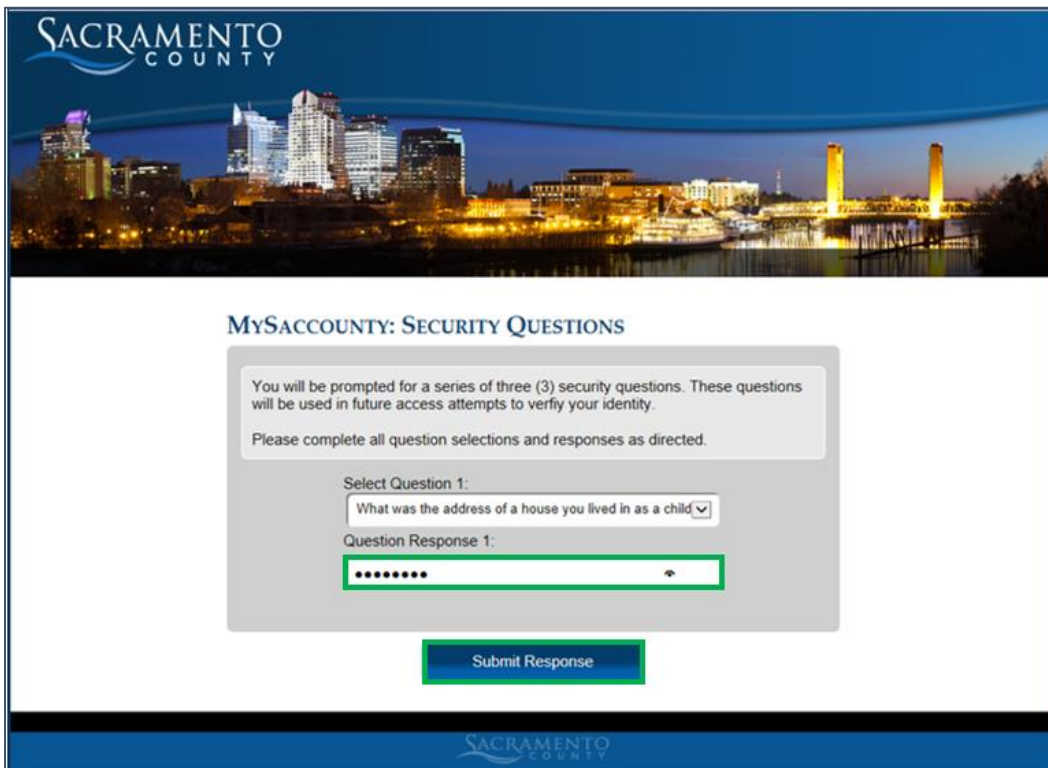 SACRAMENTO
COUNTY
MYSACCOUNTY: SECURITY QUESTIONS
You will be prompted for a series of three (3) security questions. These questions
will be used in future access attempts to verfiy your identity.
Please complete all question selections and responses as directed.
Select Question 1:
What was the address of a house you lived in as a child
Question Response 1:
••••••••
Submit Response
SACRAMENTO
COUNTY